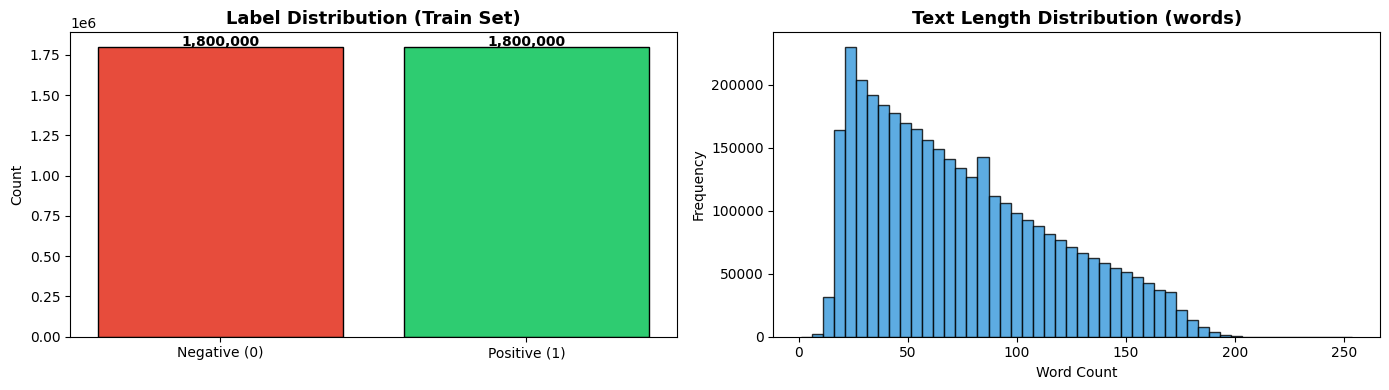 Label Distribution (Train Set)
1e6
1,800,000
1,800,000
1.75
1.50
1.25
1.00
0.75
0.50
0.25
0.00
Count
Negative (0)
Positive (1)
Text Length Distribution (words)
200000
150000
100000
50000
0
Frequency
0
50
100
150
200
250
Word Count